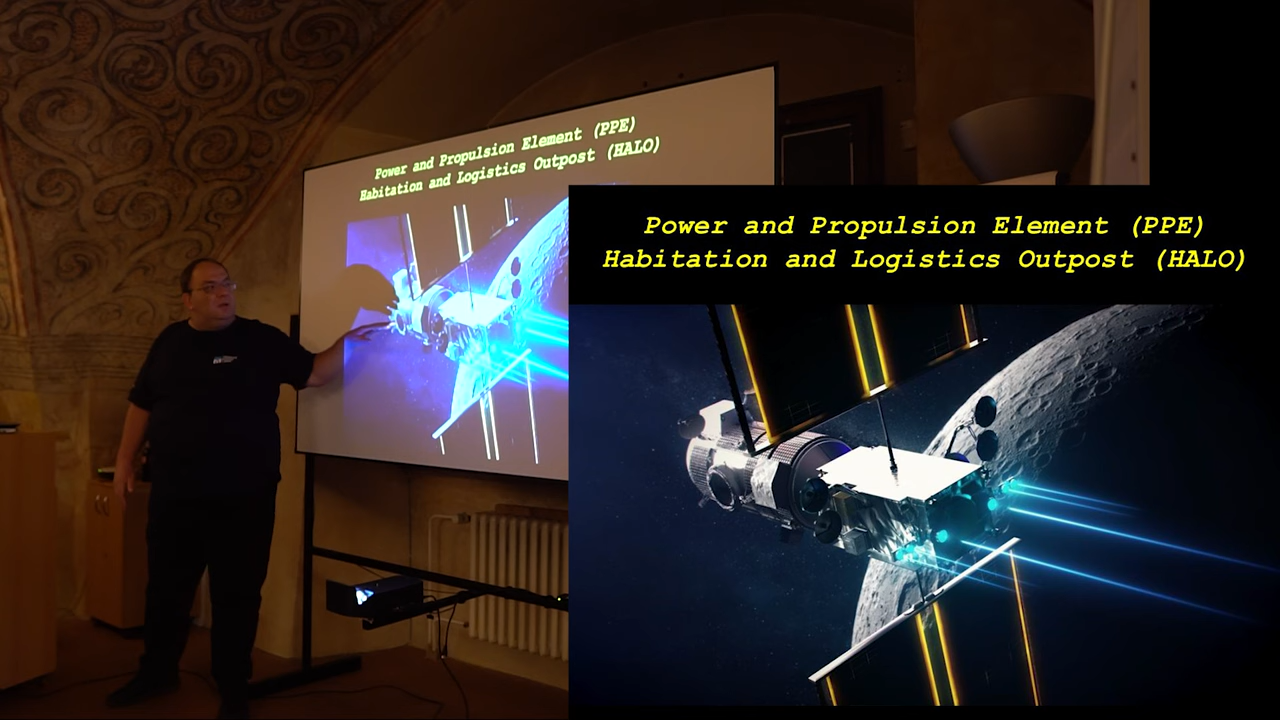 Power and Propulsion Element (PPE)
Habitation and Logistics Outpost (HALO)
Power and Propulsion Element (PPE)
Habitation and Logistics Outpost (HALO)